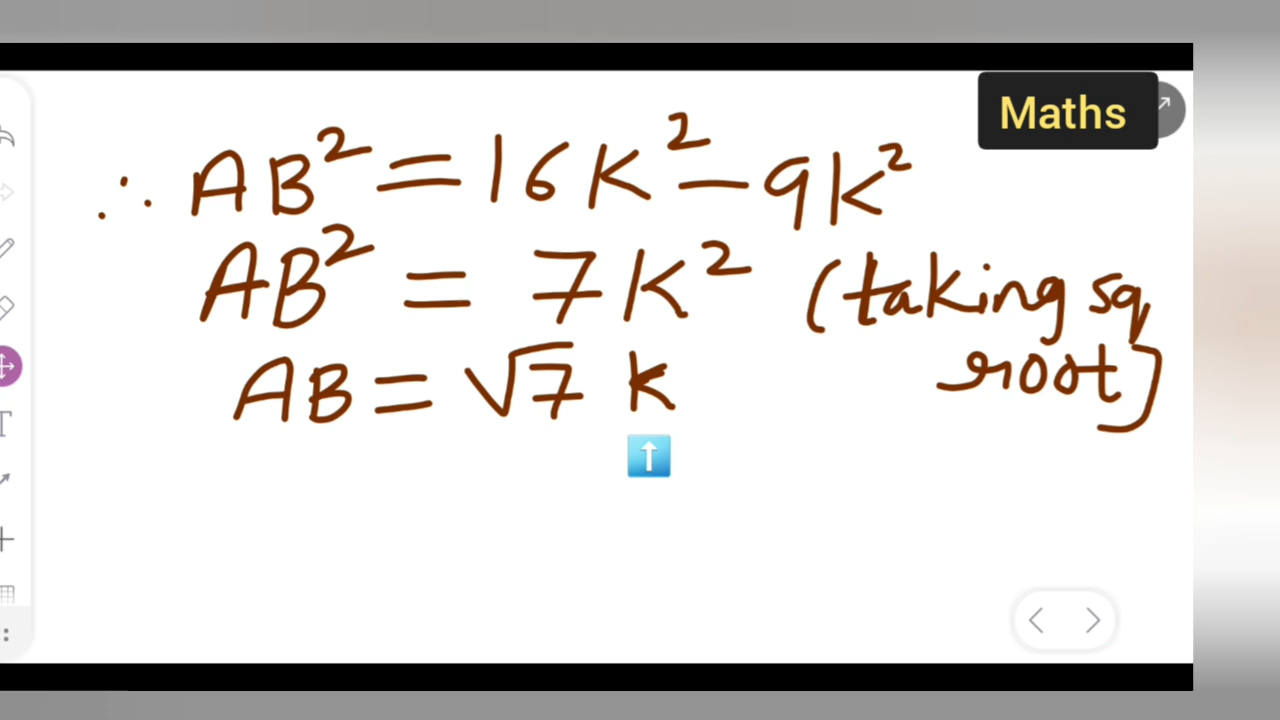 Maths
∴ AB² = 16K² – 9K²
AB² = 7K² (taking sq
root)
AB = √7 K